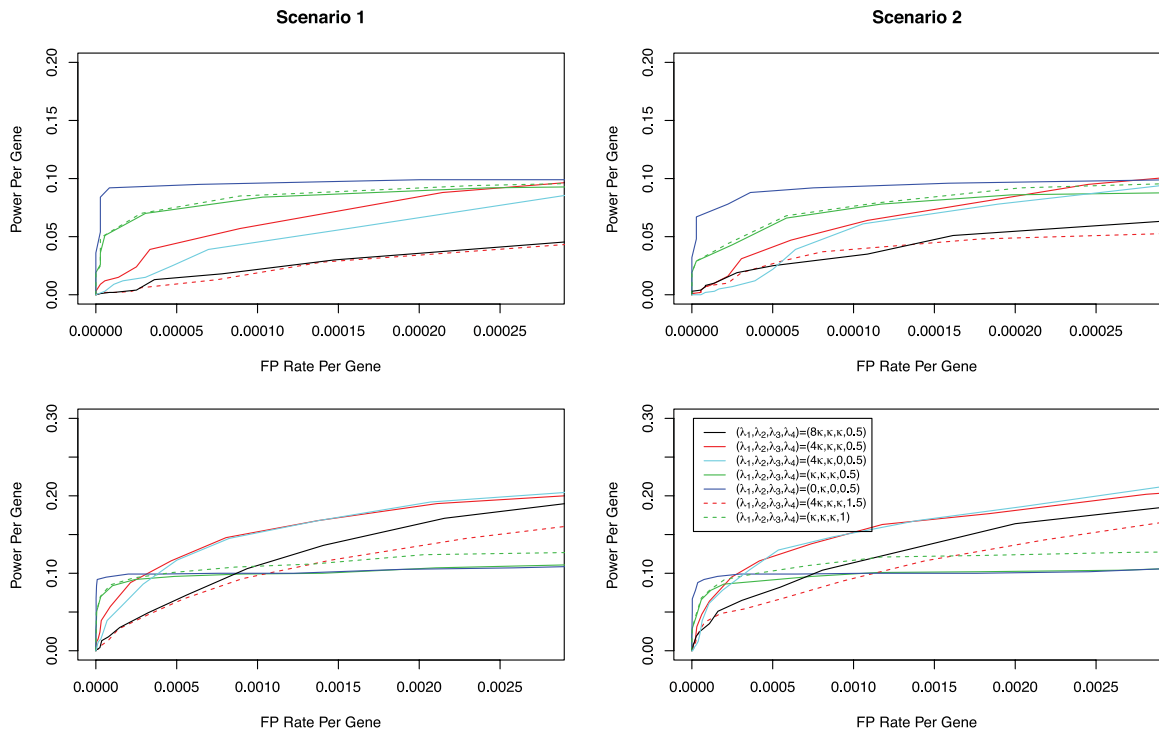 Scenario 1
Scenario 2
Power Per Gene
0.00 0.05 0.10 0.15 0.20
0.00000 0.00005 0.00010 0.00015 0.00020 0.00025
FP Rate Per Gene
Power Per Gene
0.00 0.05 0.10 0.15 0.20
0.00000 0.00005 0.00010 0.00015 0.00020 0.00025
FP Rate Per Gene
Power Per Gene
0.00 0.10 0.20 0.30
0.0000 0.0005 0.0010 0.0015 0.0020 0.0025
FP Rate Per Gene
Power Per Gene
0.00 0.10 0.20 0.30
(λ₁,λ₂,λ₃,λ₄)=(8κ,κ,κ,0.5)
(λ₁,λ₂,λ₃,λ₄)=(4κ,κ,κ,0.5)
(λ₁,λ₂,λ₃,λ₄)=(4κ,κ,0,0.5)
(λ₁,λ₂,λ₃,λ₄)=(κ,κ,κ,0.5)
(λ₁,λ₂,λ₃,λ₄)=(0,κ,0,0.5)
(λ₁,λ₂,λ₃,λ₄)=(4κ,κ,κ,1.5)
(λ₁,λ₂,λ₃,λ₄)=(κ,κ,κ,1)
0.0000 0.0005 0.0010 0.0015 0.0020 0.0025
FP Rate Per Gene